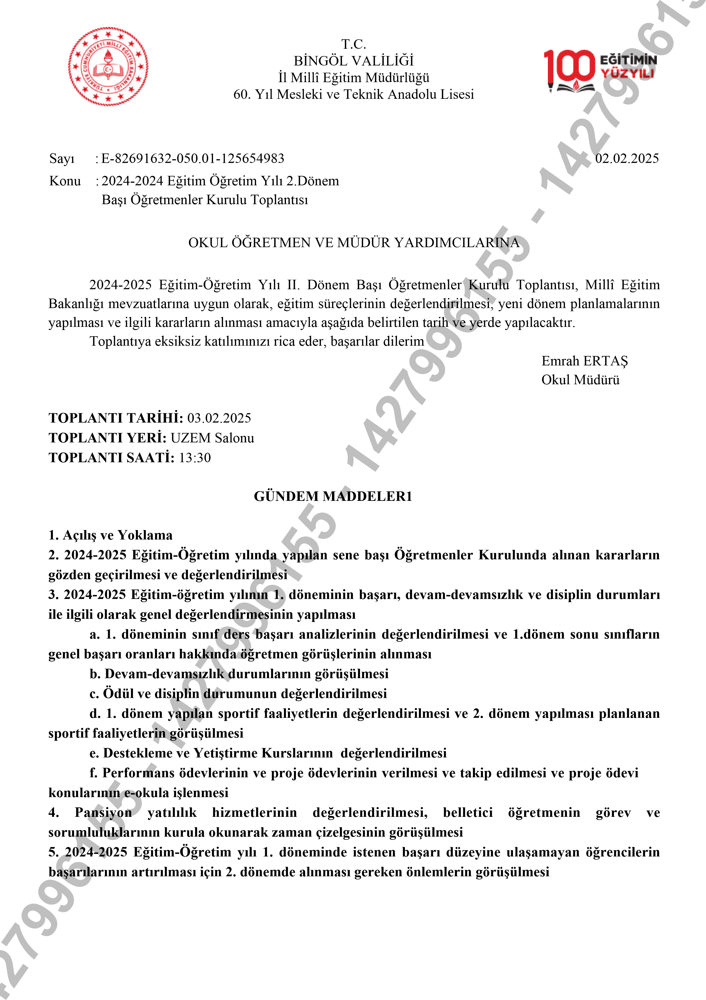 T.C.
BİNGÖL VALİLİĞİ
İl Millî Eğitim Müdürlüğü
60. Yıl Mesleki ve Teknik Anadolu Lisesi
TÜRKİYE CUMHURİYETİ MİLLÎ EĞİTİM BAKANLIĞI
100 EĞİTİMİN
YÜZYILI
Sayı : E-82691632-050.01-125654983 02.02.2025
Konu : 2024-2024 Eğitim Öğretim Yılı 2.Dönem
Başı Öğretmenler Kurulu Toplantısı
OKUL ÖĞRETMEN VE MÜDÜR YARDIMCILARINA
2024-2025 Eğitim-Öğretim Yılı II. Dönem Başı Öğretmenler Kurulu Toplantısı, Millî Eğitim
Bakanlığı mevzuatlarına uygun olarak, eğitim süreçlerinin değerlendirilmesi, yeni dönem planlamalarının
yapılması ve ilgili kararların alınması amacıyla aşağıda belirtilen tarih ve yerde yapılacaktır.
Toplantıya eksiksiz katılımınızı rica eder, başarılar dilerim
Emrah ERTAŞ
Okul Müdürü
TOPLANTI TARİHİ: 03.02.2025
TOPLANTI YERİ: UZEM Salonu
TOPLANTI SAATİ: 13:30
GÜNDEM MADDELER1
1. Açılış ve Yoklama
2. 2024-2025 Eğitim-Öğretim yılında yapılan sene başı Öğretmenler Kurulunda alınan kararların
gözden geçirilmesi ve değerlendirilmesi
3. 2024-2025 Eğitim-öğretim yılının 1. döneminin başarı, devam-devamsızlık ve disiplin durumları
ile ilgili olarak genel değerlendirmesinin yapılması
a. 1. döneminin sınıf ders başarı analizlerinin değerlendirilmesi ve 1.dönem sonu sınıfların
genel başarı oranları hakkında öğretmen görüşlerinin alınması
b. Devam-devamsızlık durumlarının görüşülmesi
c. Ödül ve disiplin durumunun değerlendirilmesi
d. 1. dönem yapılan sportif faaliyetlerin değerlendirilmesi ve 2. dönem yapılması planlanan
sportif faaliyetlerin görüşülmesi
e. Destekleme ve Yetiştirme Kurslarının değerlendirilmesi
f. Performans ödevlerinin ve proje ödevlerinin verilmesi ve takip edilmesi ve proje ödevi
konularının e-okula işlenmesi
4. Pansiyon yatılılık hizmetlerinin değerlendirilmesi, belletici öğretmenin görev ve
sorumluluklarının kurula okunarak zaman çizelgesinin görüşülmesi
5. 2024-2025 Eğitim-Öğretim yılı 1. döneminde istenen başarı düzeyine ulaşamayan öğrencilerin
başarılarının artırılması için 2. dönemde alınması gereken önlemlerin görüşülmesi
427996155 - 1427996155 - 1427996155 - 142799615